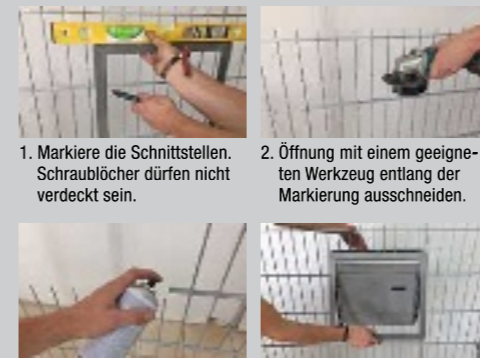 1. Markiere die Schnittstellen.
Schraublöcher dürfen nicht
verdeckt sein.
2. Öffnung mit einem geeigne-
ten Werkzeug entlang der
Markierung ausschneiden.